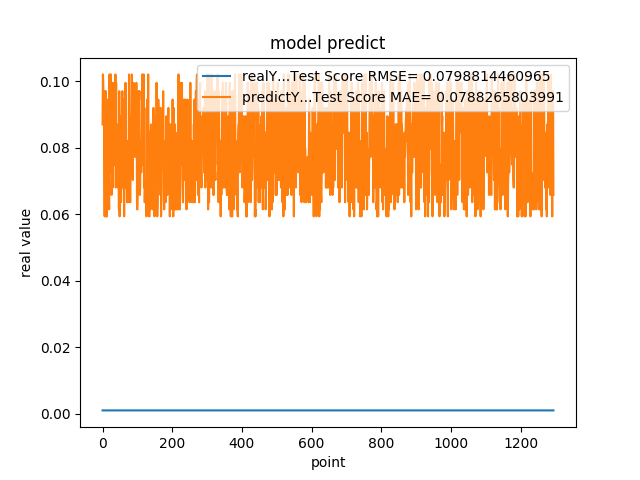 model predict
realY...Test Score RMSE= 0.0798814460965
predictY...Test Score MAE= 0.0788265803991
0.10
0.08
0.06
0.04
0.02
0.00
real value
0 200 400 600 800 1000 1200
point